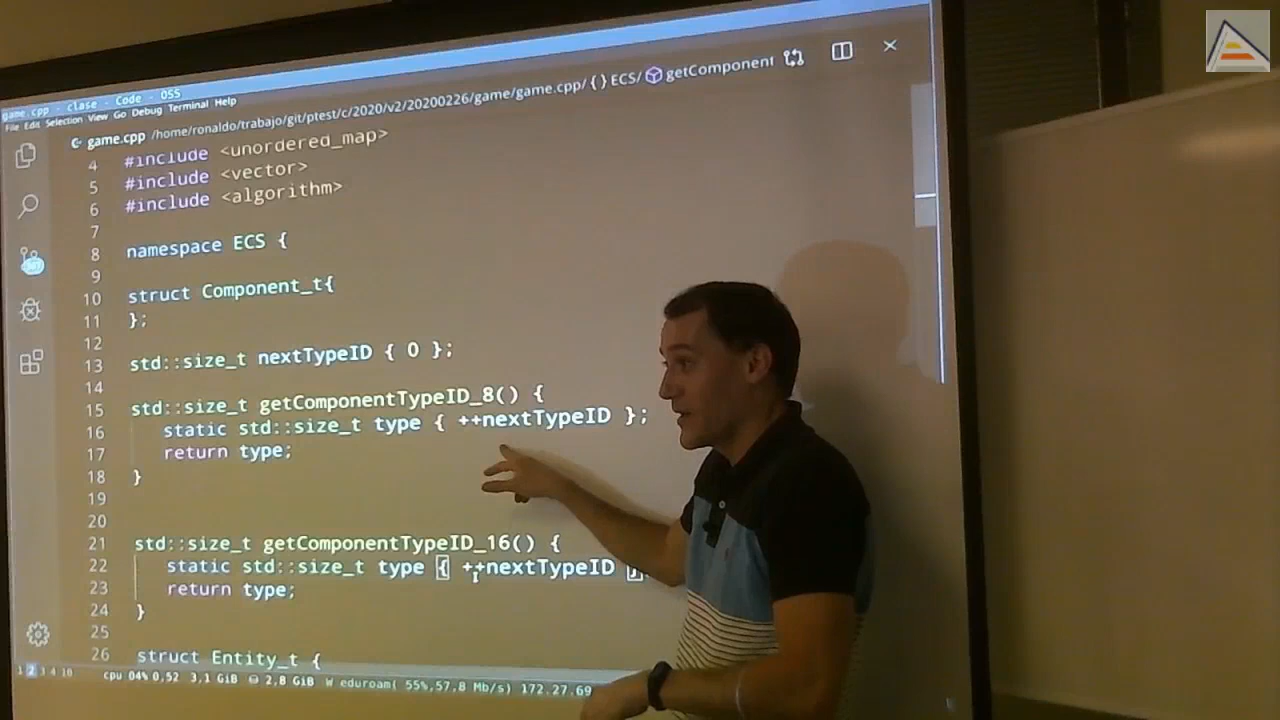 game.cpp - clase - Code - OSS
File Edit Selection View Go Debug Terminal Help
game.cpp /home/ronaldo/trabajo/git/ptest/c/2020/v2/20200226/game/game.cpp/ {} ECS/ getComponent
4 #include <unordered_map>
5 #include <vector>
6 #include <algorithm>
7
8 namespace ECS {
9
10 struct Component_t{
11 };
12
13 std::size_t nextTypeID { 0 };
14
15 std::size_t getComponentTypeID_8() {
16 static std::size_t type { ++nextTypeID };
17 return type;
18 }
19
20
21 std::size_t getComponentTypeID_16() {
22 static std::size_t type { ++nextTypeID }
23 return type;
24 }
25
26 struct Entity_t {
1 2 3 4 10 cpu 04% 0,52 3,1 GiB 2,8 GiB W eduroam( 55%,57,8 Mb/s) 172.27.69